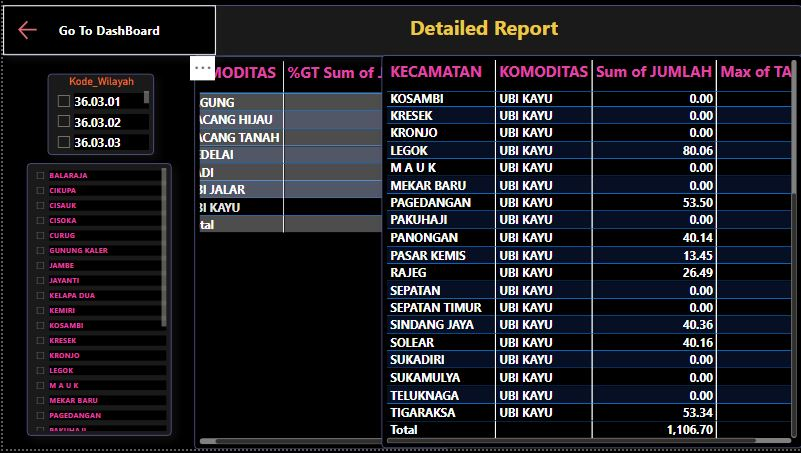 Go To DashBoard
Detailed Report
Kode_Wilayah
36.03.01
36.03.02
36.03.03
BALARAJA
CIKUPA
CISAUK
CISOKA
CURUG
GUNUNG KALER
JAMBE
JAYANTI
KELAPA DUA
KEMIRI
KOSAMBI
KRESEK
KRONJO
LEGOK
M A U K
MEKAR BARU
PAGEDANGAN
PAKUHAJI
MODITAS %GT Sum of J
GUNG
ACANG HIJAU
ACANG TANAH
EDELAI
ADI
BI JALAR
BI KAYU
tal
KECAMATAN KOMODITAS Sum of JUMLAH Max of TA
KOSAMBI UBI KAYU 0.00
KRESEK UBI KAYU 0.00
KRONJO UBI KAYU 0.00
LEGOK UBI KAYU 80.06
M A U K UBI KAYU 0.00
MEKAR BARU UBI KAYU 0.00
PAGEDANGAN UBI KAYU 53.50
PAKUHAJI UBI KAYU 0.00
PANONGAN UBI KAYU 40.14
PASAR KEMIS UBI KAYU 13.45
RAJEG UBI KAYU 26.49
SEPATAN UBI KAYU 0.00
SEPATAN TIMUR UBI KAYU 0.00
SINDANG JAYA UBI KAYU 40.36
SOLEAR UBI KAYU 40.16
SUKADIRI UBI KAYU 0.00
SUKAMULYA UBI KAYU 0.00
TELUKNAGA UBI KAYU 0.00
TIGARAKSA UBI KAYU 53.34
Total 1,106.70